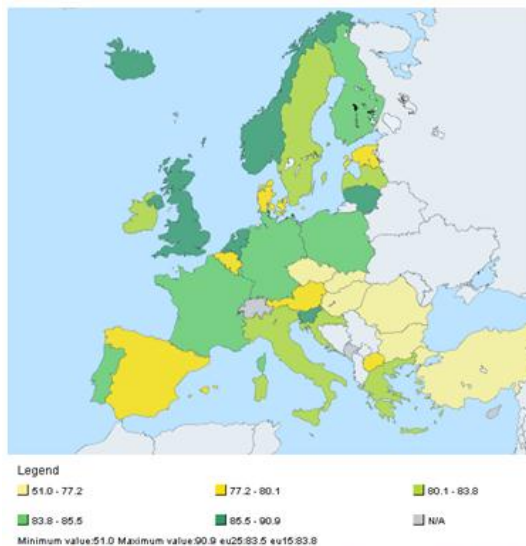 Legend
51.0 - 77.2
77.2 - 80.1
80.1 - 83.8
83.8 - 85.5
85.5 - 90.9
N/A
Minimum value:51.0 Maximum value:90.9 eu25:83.5 eu15:83.8